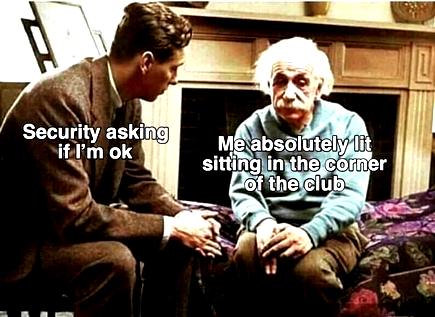 Security asking
if I'm ok
Me absolutely lit
sitting in the corner
of the club